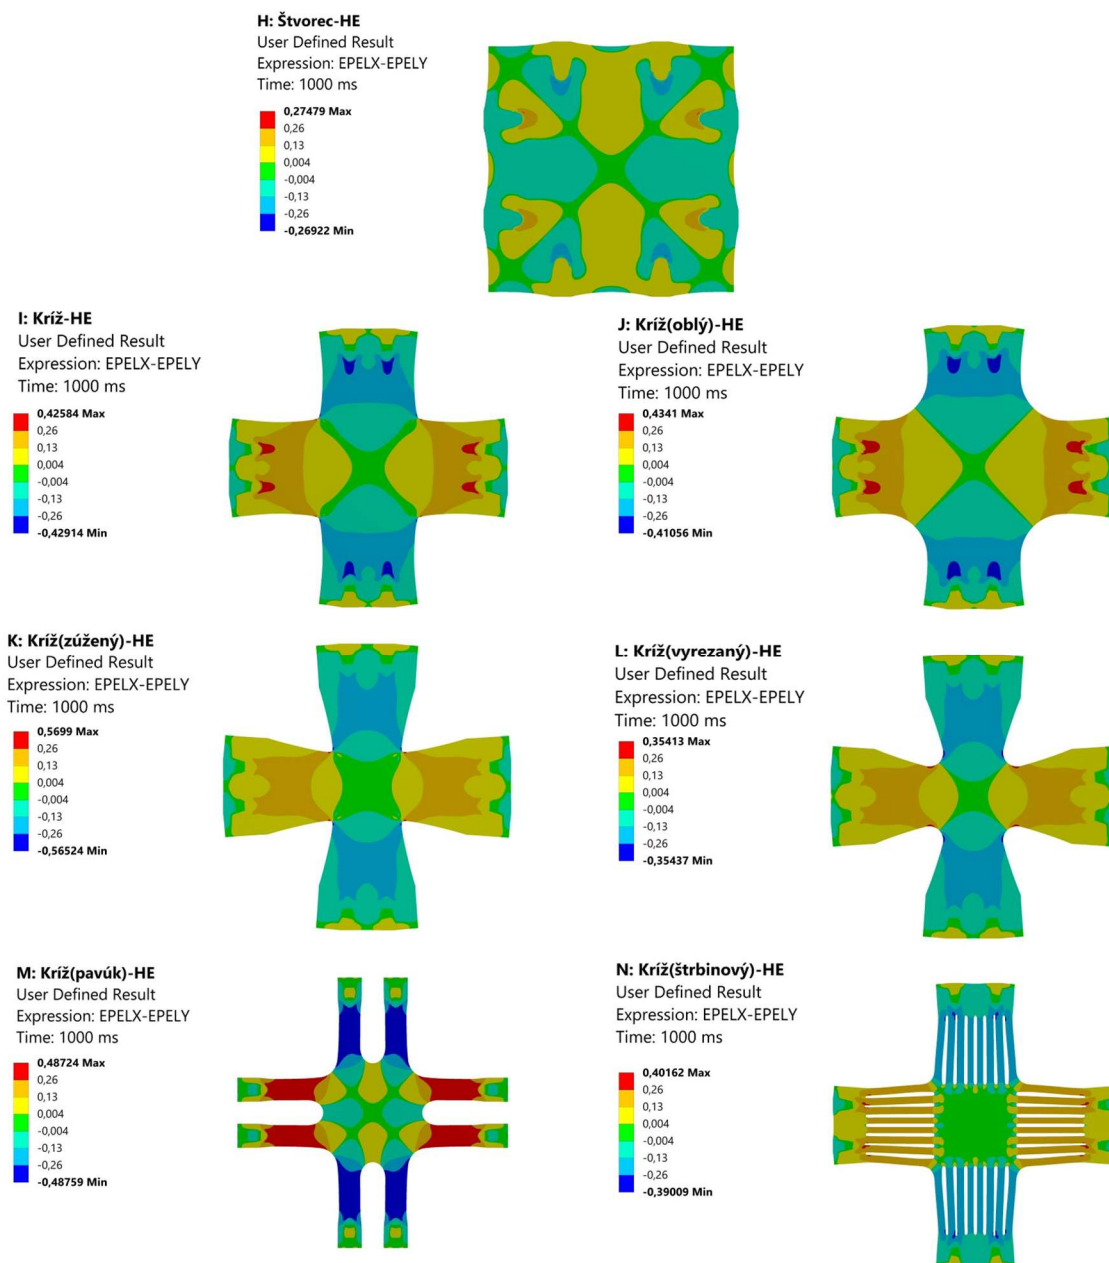 H: Štvorec-HE
User Defined Result
Expression: EPELX-EPELY
Time: 1000 ms
0,27479 Max
0,26
0,13
0,004
-0,004
-0,13
-0,26
-0,26922 Min
I: Kríž-HE
User Defined Result
Expression: EPELX-EPELY
Time: 1000 ms
0,42584 Max
0,26
0,13
0,004
-0,004
-0,13
-0,26
-0,42914 Min
J: Kríž(oblý)-HE
User Defined Result
Expression: EPELX-EPELY
Time: 1000 ms
0,4341 Max
0,26
0,13
0,004
-0,004
-0,13
-0,26
-0,41056 Min
K: Kríž(zúžený)-HE
User Defined Result
Expression: EPELX-EPELY
Time: 1000 ms
0,5699 Max
0,26
0,13
0,004
-0,004
-0,13
-0,26
-0,56524 Min
L: Kríž(vyrezaný)-HE
User Defined Result
Expression: EPELX-EPELY
Time: 1000 ms
0,35413 Max
0,26
0,13
0,004
-0,004
-0,13
-0,26
-0,35437 Min
M: Kríž(pavúk)-HE
User Defined Result
Expression: EPELX-EPELY
Time: 1000 ms
0,48724 Max
0,26
0,13
0,004
-0,004
-0,13
-0,26
-0,48759 Min
N: Kríž(štrbinový)-HE
User Defined Result
Expression: EPELX-EPELY
Time: 1000 ms
0,40162 Max
0,26
0,13
0,004
-0,004
-0,13
-0,26
-0,39009 Min